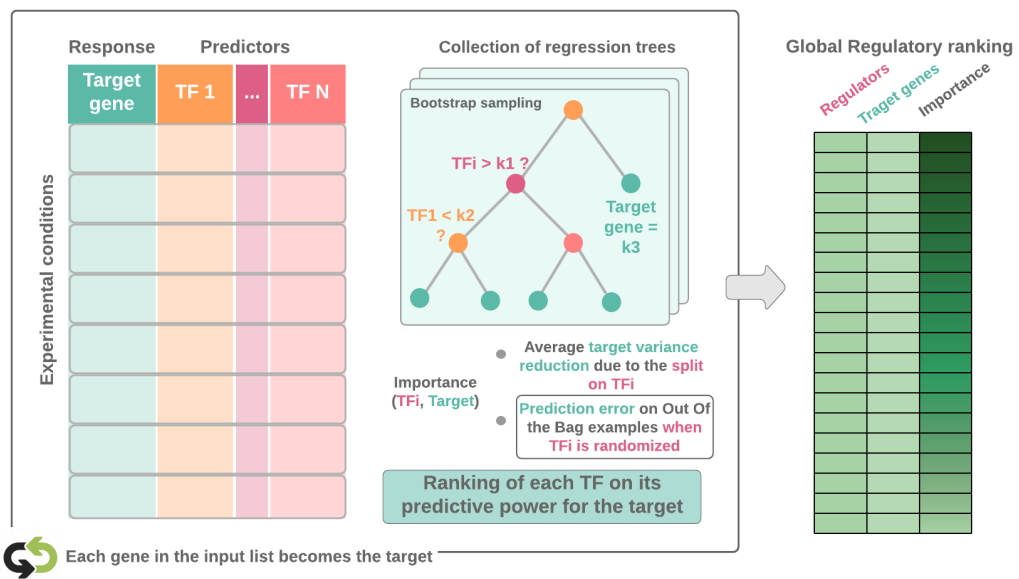 Response
Predictors
Target
gene
TF 1
...
TF N
Experimental conditions
Collection of regression trees
Bootstrap sampling
TFi > k1 ?
TF1 < k2
?
Target
gene =
k3
Importance
(TFi, Target)
Average target variance
reduction due to the split
on TFi
Prediction error on Out Of
the Bag examples when
TFi is randomized
Ranking of each TF on its
predictive power for the target
Each gene in the input list becomes the target
Global Regulatory ranking
Regulators
Traget genes
Importance